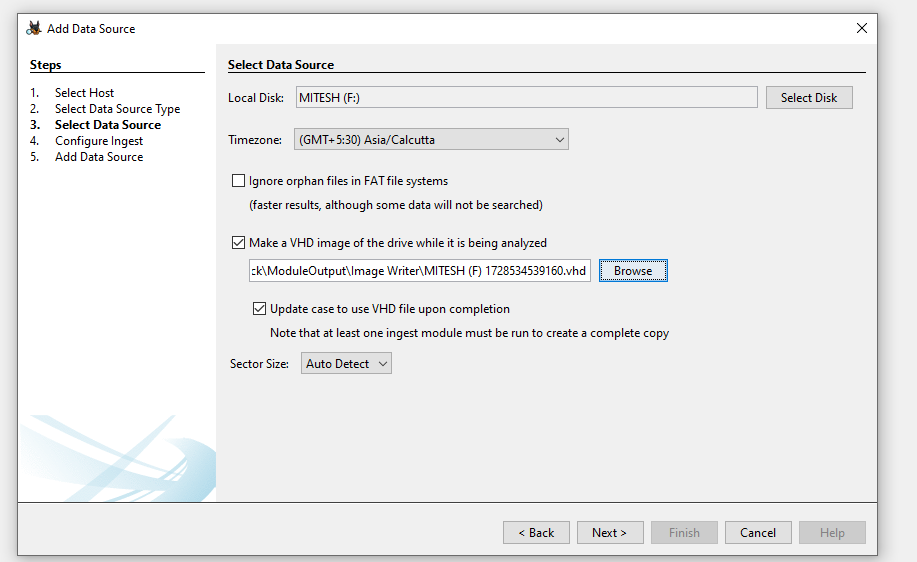 Add Data Source
Steps
1. Select Host
2. Select Data Source Type
3. Select Data Source
4. Configure Ingest
5. Add Data Source
Select Data Source
Local Disk: MITESH (F:) Select Disk
Timezone: (GMT+5:30) Asia/Calcutta
Ignore orphan files in FAT file systems
(faster results, although some data will not be searched)
Make a VHD image of the drive while it is being analyzed
ck\ModuleOutput\Image Writer\MITESH (F) 1728534539160.vhd Browse
Update case to use VHD file upon completion
Note that at least one ingest module must be run to create a complete copy
Sector Size: Auto Detect
< Back Next > Finish Cancel Help